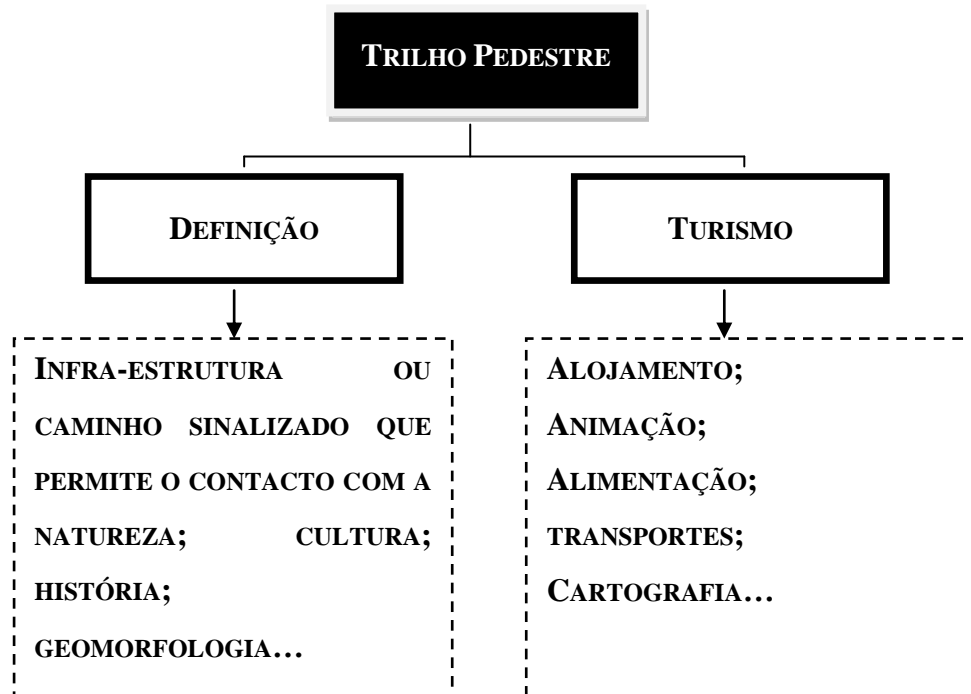 TRILHO PEDESTRE
DEFINIÇÃO
INFRA-ESTRUTURA OU
CAMINHO SINALIZADO QUE
PERMITE O CONTACTO COM A
NATUREZA; CULTURA;
HISTÓRIA;
GEOMORFOLOGIA...
TURISMO
ALOJAMENTO;
ANIMAÇÃO;
ALIMENTAÇÃO;
TRANSPORTES;
CARTOGRAFIA...